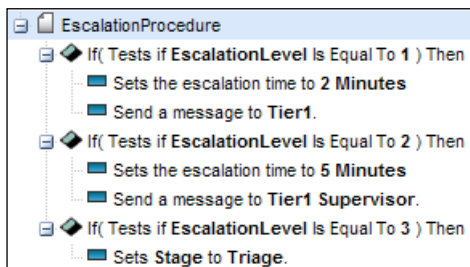 EscalationProcedure
If( Tests if EscalationLevel Is Equal To 1 ) Then
Sets the escalation time to 2 Minutes
Send a message to Tier1.
If( Tests if EscalationLevel Is Equal To 2 ) Then
Sets the escalation time to 5 Minutes
Send a message to Tier1 Supervisor.
If( Tests if EscalationLevel Is Equal To 3 ) Then
Sets Stage to Triage.